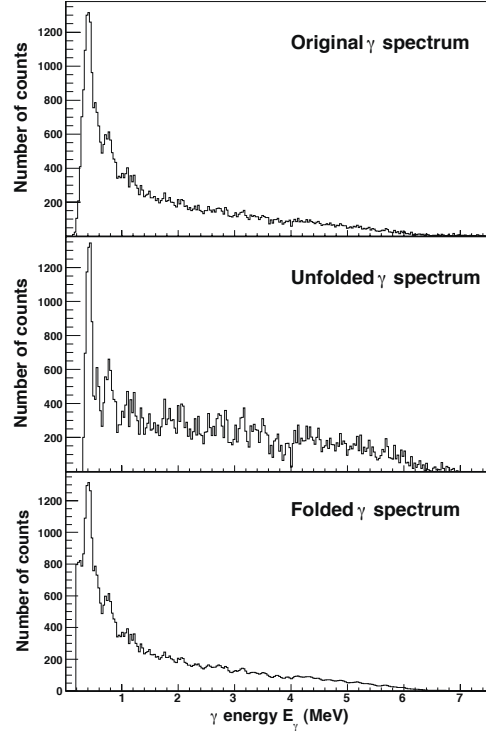 Original γ spectrum
Number of counts
1200
1000
800
600
400
200
Unfolded γ spectrum
Number of counts
1200
1000
800
600
400
200
Folded γ spectrum
Number of counts
1200
1000
800
600
400
200
0
1 2 3 4 5 6 7
γ energy Eγ (MeV)